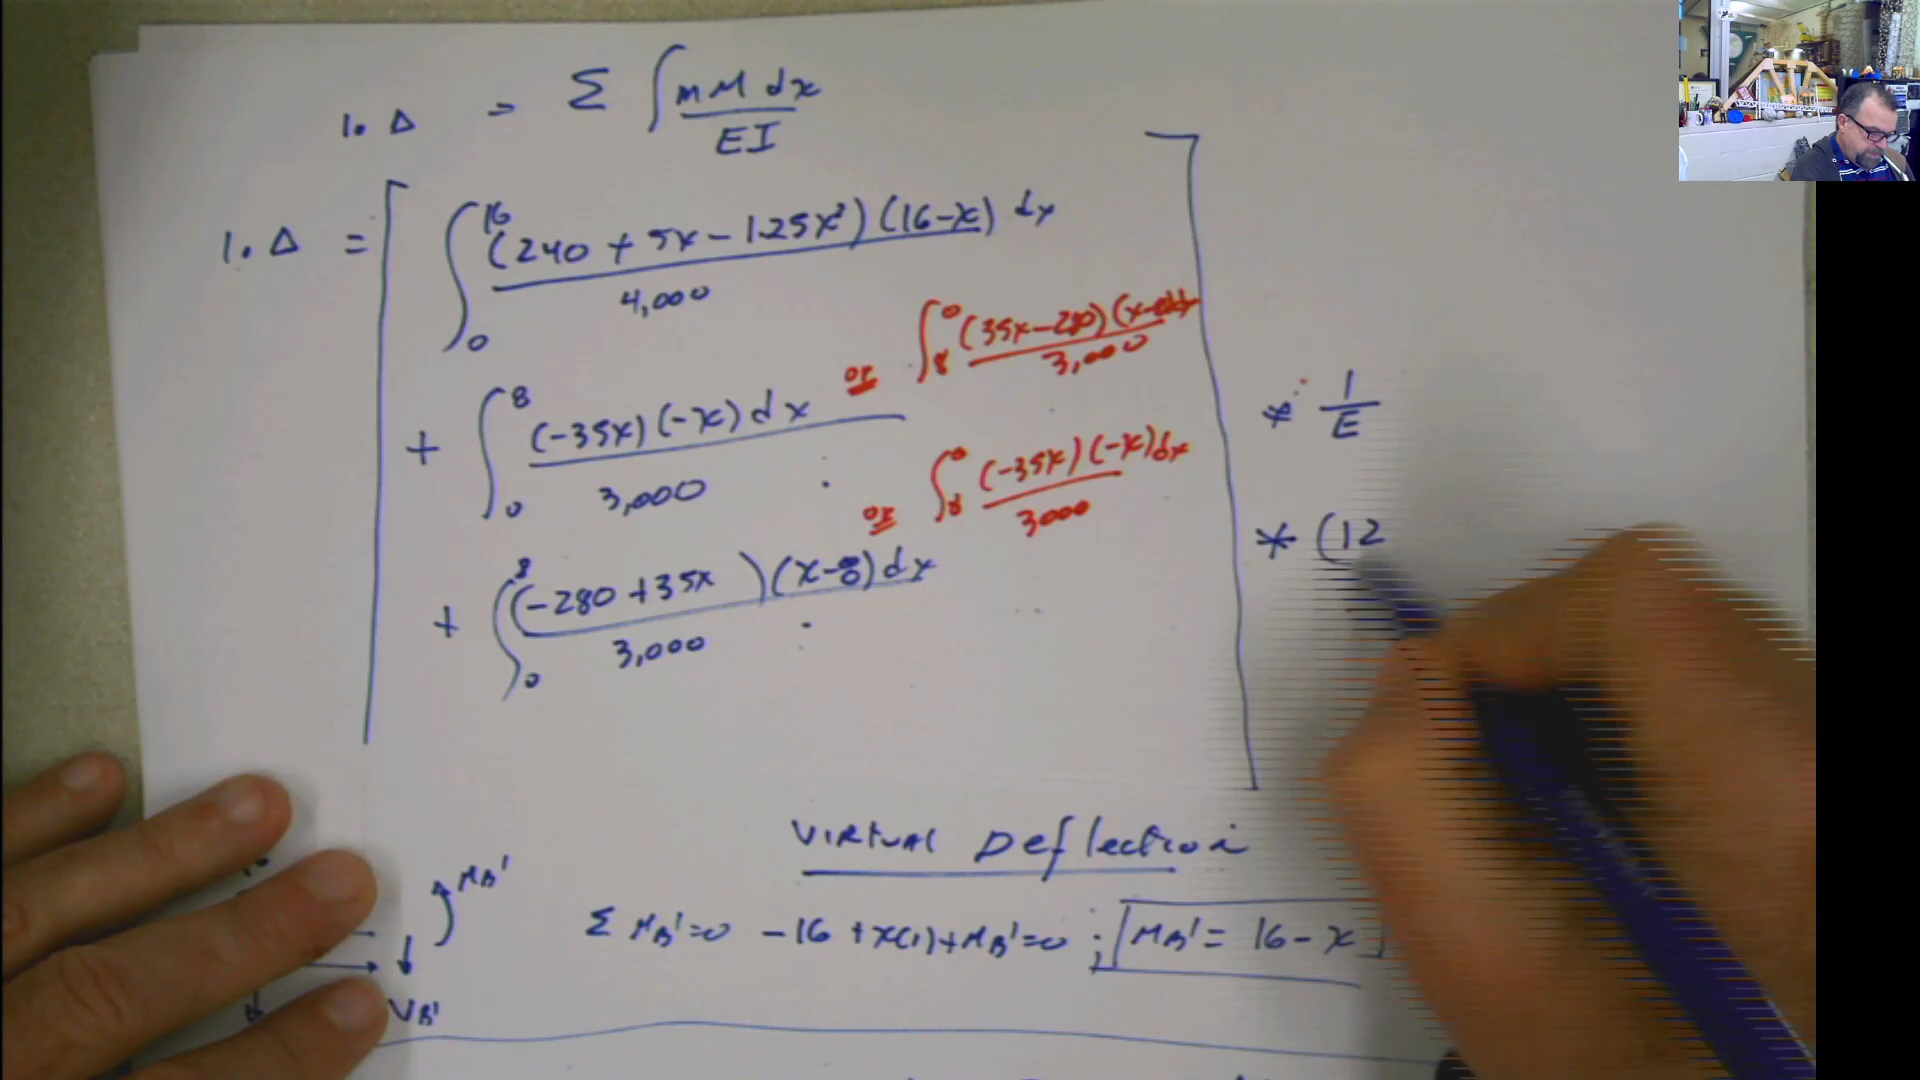 1. Δ = Σ ∫ mM dx / EI
1. Δ = [ ∫₀¹⁶ (240 + 5x - 1.25x²)(16-x) dx / 4,000
or ∫₈⁰ (35x-280)(x- / 3,000
+ ∫₀⁸ (-35x)(-x) dx / 3,000
* 1/E
or ∫₈⁰ (-35x)(-x)dx / 3000
* (12
+ ∫₀⁸ (-280 + 35x )(x-8) dx / 3,000 ]
VIRTUAL Deflection
MB'
Σ MB'=0 -16 +x(1)+MB'=0 ; MB' = 16 - x
VB'